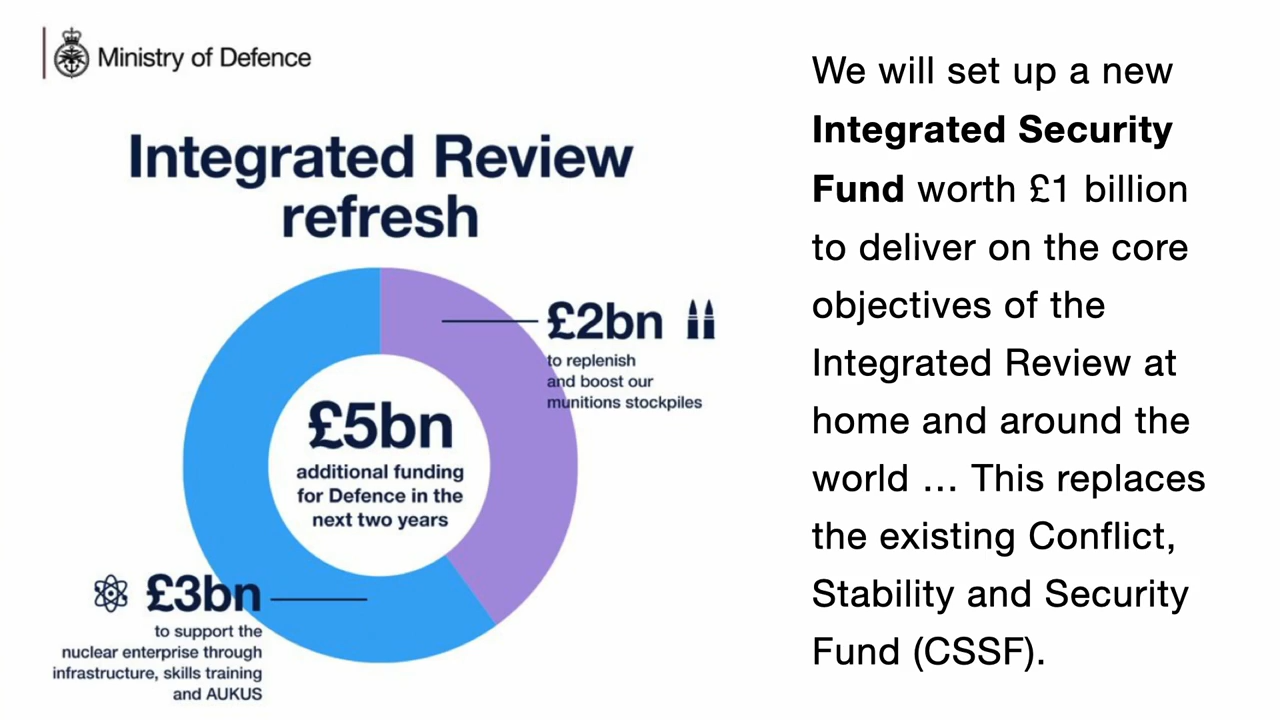 Ministry of Defence
Integrated Review
refresh
£2bn
to replenish
and boost our
munitions stockpiles
£5bn
additional funding
for Defence in the
next two years
£3bn
to support the
nuclear enterprise through
infrastructure, skills training
and AUKUS
We will set up a new
Integrated Security
Fund worth £1 billion
to deliver on the core
objectives of the
Integrated Review at
home and around the
world … This replaces
the existing Conflict,
Stability and Security
Fund (CSSF).